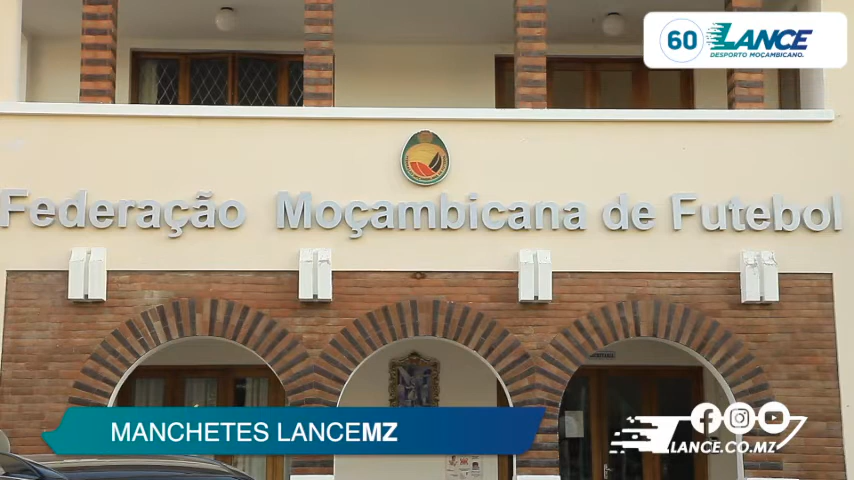 60 LANCE
DESPORTO MOÇAMBICANO.
Federação Moçambicana de Futebol
MANCHETES LANCEMZ
LANCE.CO.MZ